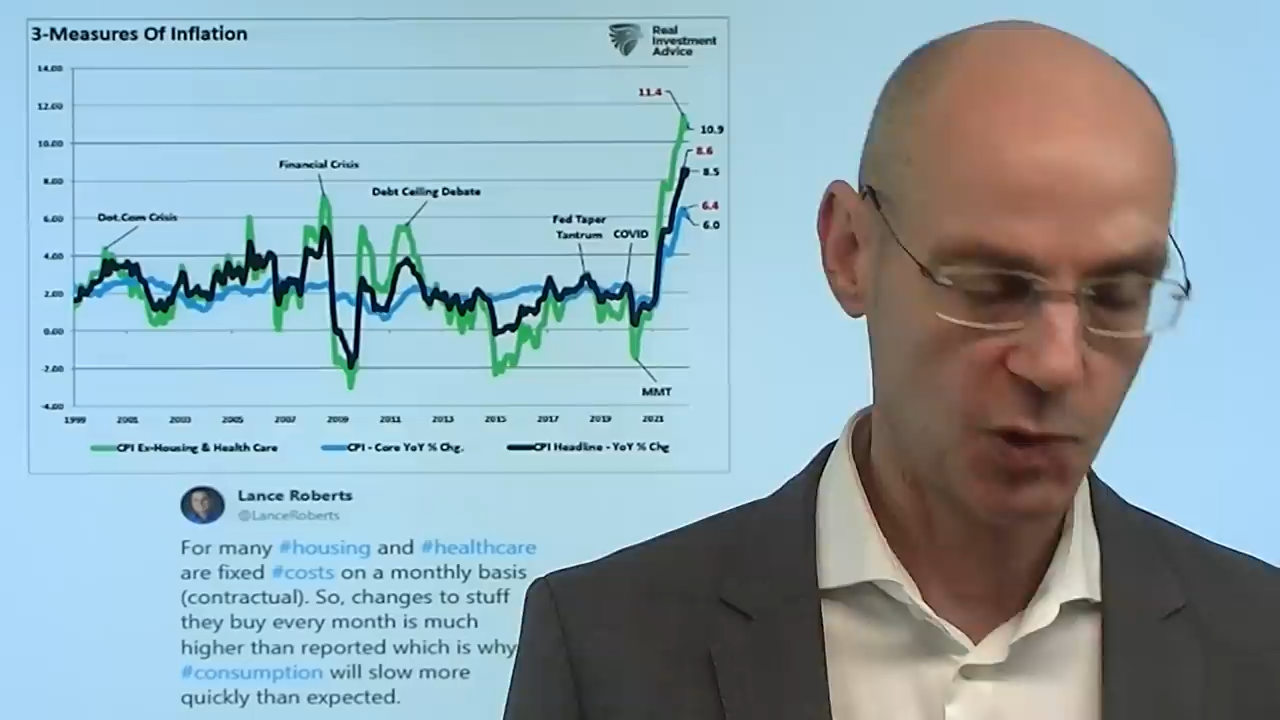 3-Measures Of Inflation
Real
Investment
Advice
14.00
12.00
10.00
8.00
6.00
4.00
2.00
0.00
-2.00
-4.00
11.4
10.9
8.6
8.5
6.4
6.0
Financial Crisis
Debt Ceiling Debate
Dot.Com Crisis
Fed Taper
Tantrum
COVID
MMT
1999 2001 2003 2005 2007 2009 2011 2013 2015 2017 2019 2021
CPI Ex-Housing & Health Care CPI - Core YoY % Chg. CPI Headline - YoY % Chg
Lance Roberts
@LanceRoberts
For many #housing and #healthcare
are fixed #costs on a monthly basis
(contractual). So, changes to stuff
they buy every month is much
higher than reported which is why
#consumption will slow more
quickly than expected.